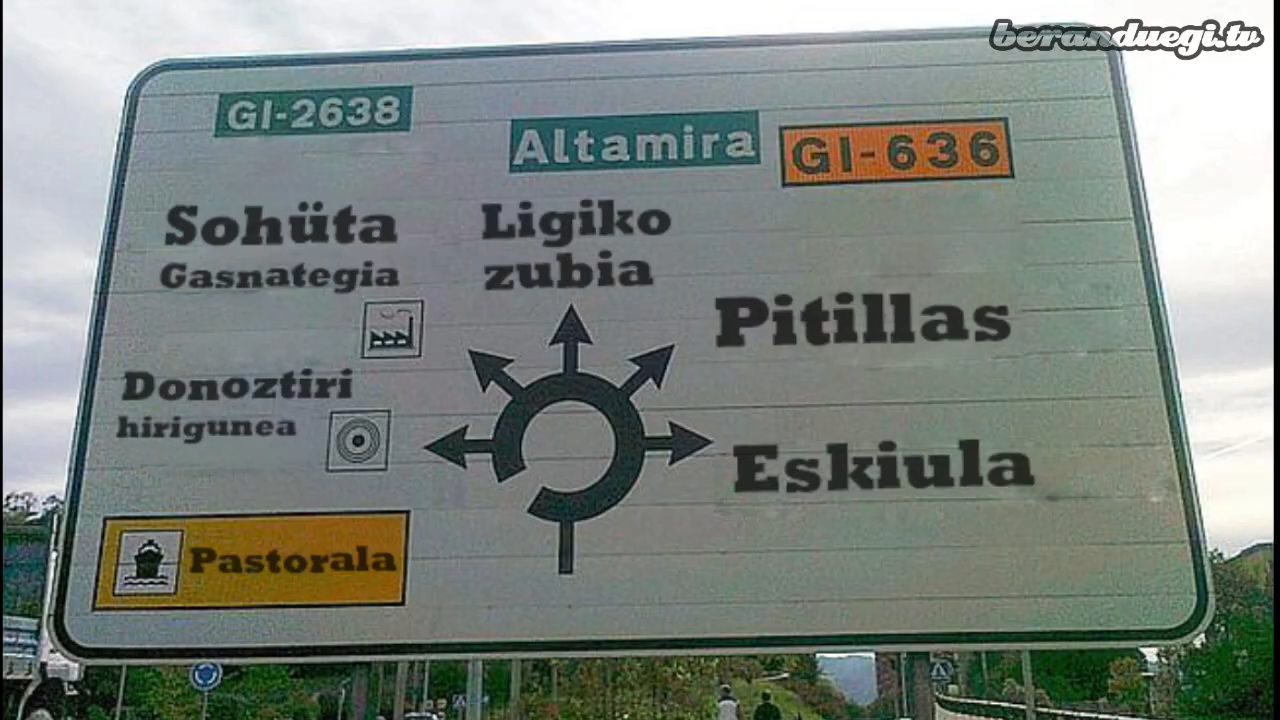 beranduegi.tv
GI-2638
Altamira
GI-636
Sohüta
Gasnategia
Ligiko
zubia
Pitillas
Donoztiri
hirigunea
Eskiula
Pastorala